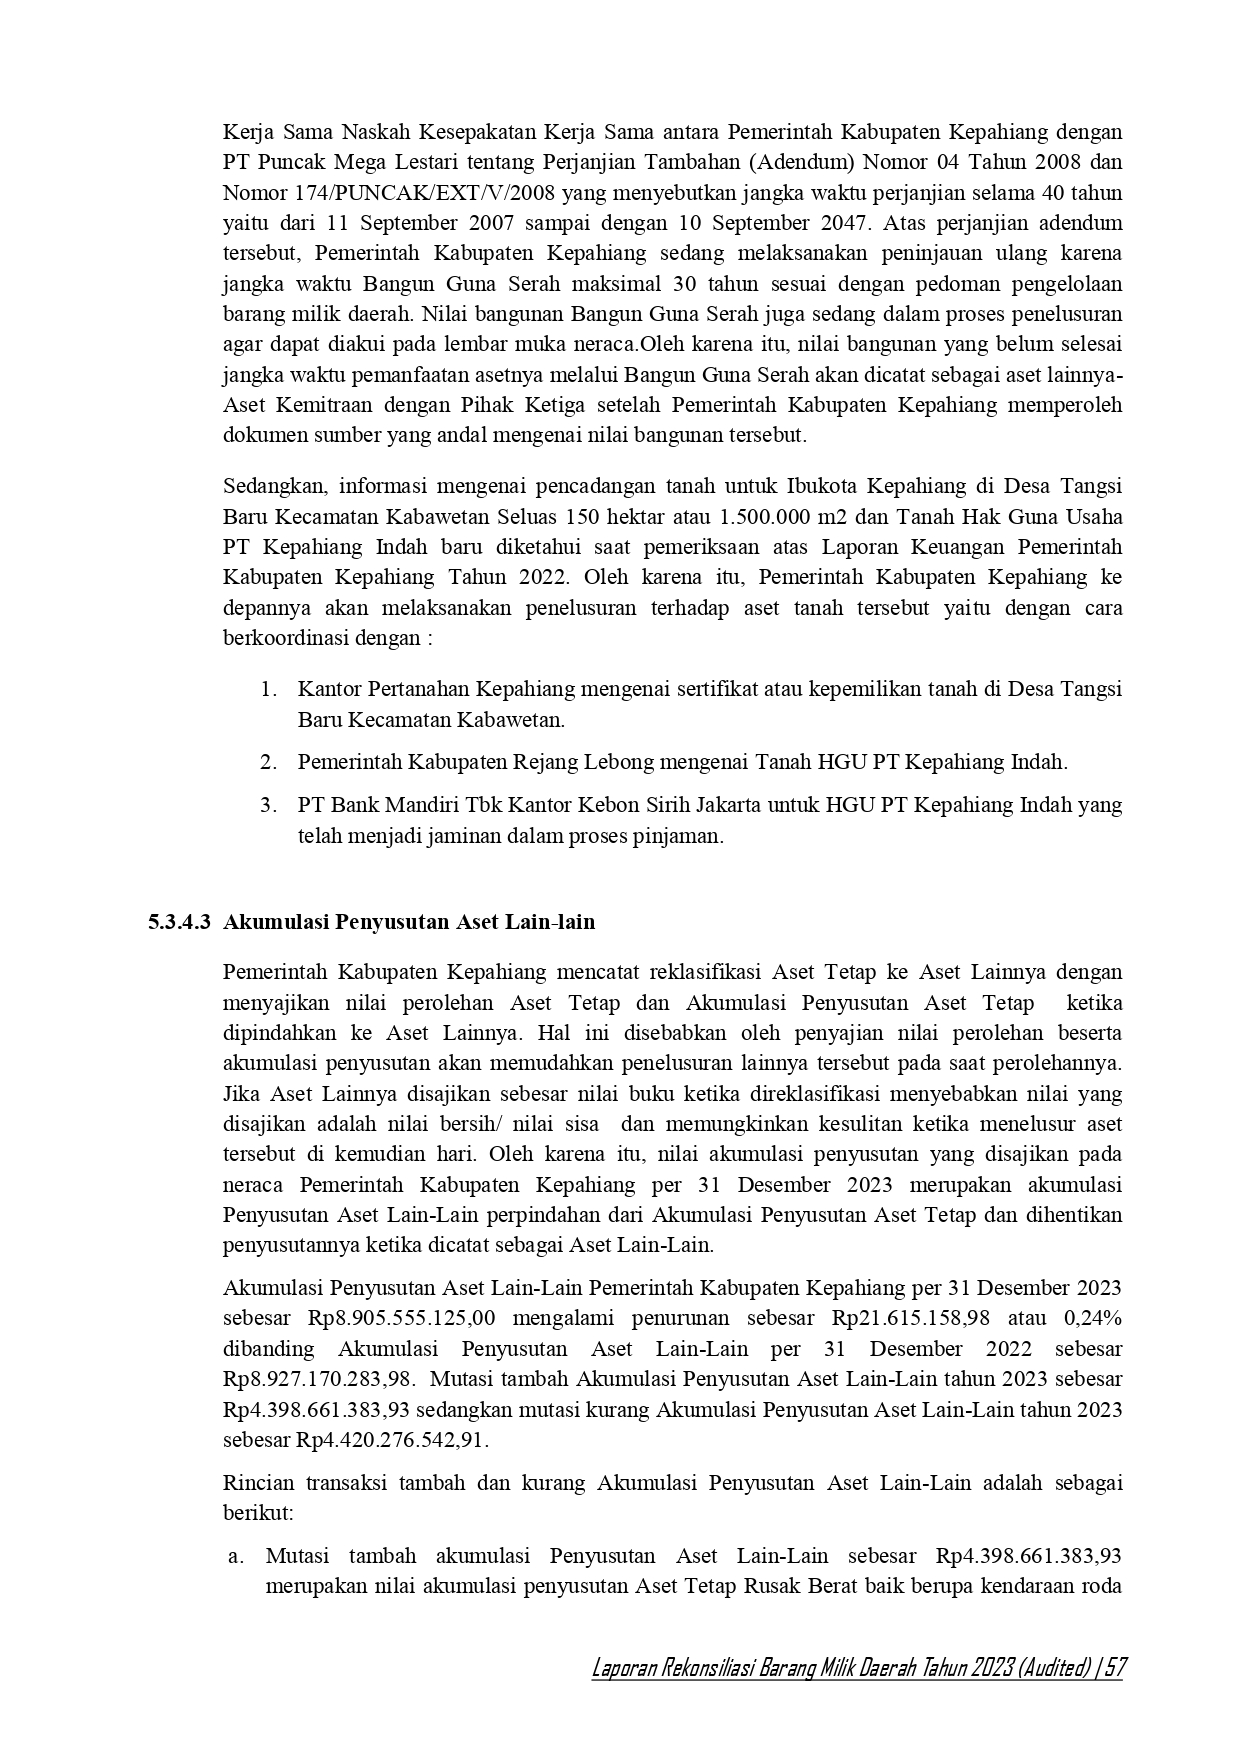 Kerja Sama Naskah Kesepakatan Kerja Sama antara Pemerintah Kabupaten Kepahiang dengan
PT Puncak Mega Lestari tentang Perjanjian Tambahan (Adendum) Nomor 04 Tahun 2008 dan
Nomor 174/PUNCAK/EXT/V/2008 yang menyebutkan jangka waktu perjanjian selama 40 tahun
yaitu dari 11 September 2007 sampai dengan 10 September 2047. Atas perjanjian adendum
tersebut, Pemerintah Kabupaten Kepahiang sedang melaksanakan peninjauan ulang karena
jangka waktu Bangun Guna Serah maksimal 30 tahun sesuai dengan pedoman pengelolaan
barang milik daerah. Nilai bangunan Bangun Guna Serah juga sedang dalam proses penelusuran
agar dapat diakui pada lembar muka neraca.Oleh karena itu, nilai bangunan yang belum selesai
jangka waktu pemanfaatan asetnya melalui Bangun Guna Serah akan dicatat sebagai aset lainnya-
Aset Kemitraan dengan Pihak Ketiga setelah Pemerintah Kabupaten Kepahiang memperoleh
dokumen sumber yang andal mengenai nilai bangunan tersebut.
Sedangkan, informasi mengenai pencadangan tanah untuk Ibukota Kepahiang di Desa Tangsi
Baru Kecamatan Kabawetan Seluas 150 hektar atau 1.500.000 m2 dan Tanah Hak Guna Usaha
PT Kepahiang Indah baru diketahui saat pemeriksaan atas Laporan Keuangan Pemerintah
Kabupaten Kepahiang Tahun 2022. Oleh karena itu, Pemerintah Kabupaten Kepahiang ke
depannya akan melaksanakan penelusuran terhadap aset tanah tersebut yaitu dengan cara
berkoordinasi dengan :
1. Kantor Pertanahan Kepahiang mengenai sertifikat atau kepemilikan tanah di Desa Tangsi
Baru Kecamatan Kabawetan.
2. Pemerintah Kabupaten Rejang Lebong mengenai Tanah HGU PT Kepahiang Indah.
3. PT Bank Mandiri Tbk Kantor Kebon Sirih Jakarta untuk HGU PT Kepahiang Indah yang
telah menjadi jaminan dalam proses pinjaman.
5.3.4.3 Akumulasi Penyusutan Aset Lain-lain
Pemerintah Kabupaten Kepahiang mencatat reklasifikasi Aset Tetap ke Aset Lainnya dengan
menyajikan nilai perolehan Aset Tetap dan Akumulasi Penyusutan Aset Tetap ketika
dipindahkan ke Aset Lainnya. Hal ini disebabkan oleh penyajian nilai perolehan beserta
akumulasi penyusutan akan memudahkan penelusuran lainnya tersebut pada saat perolehannya.
Jika Aset Lainnya disajikan sebesar nilai buku ketika direklasifikasi menyebabkan nilai yang
disajikan adalah nilai bersih/ nilai sisa dan memungkinkan kesulitan ketika menelusur aset
tersebut di kemudian hari. Oleh karena itu, nilai akumulasi penyusutan yang disajikan pada
neraca Pemerintah Kabupaten Kepahiang per 31 Desember 2023 merupakan akumulasi
Penyusutan Aset Lain-Lain perpindahan dari Akumulasi Penyusutan Aset Tetap dan dihentikan
penyusutannya ketika dicatat sebagai Aset Lain-Lain.
Akumulasi Penyusutan Aset Lain-Lain Pemerintah Kabupaten Kepahiang per 31 Desember 2023
sebesar Rp8.905.555.125,00 mengalami penurunan sebesar Rp21.615.158,98 atau 0,24%
dibanding Akumulasi Penyusutan Aset Lain-Lain per 31 Desember 2022 sebesar
Rp8.927.170.283,98. Mutasi tambah Akumulasi Penyusutan Aset Lain-Lain tahun 2023 sebesar
Rp4.398.661.383,93 sedangkan mutasi kurang Akumulasi Penyusutan Aset Lain-Lain tahun 2023
sebesar Rp4.420.276.542,91.
Rincian transaksi tambah dan kurang Akumulasi Penyusutan Aset Lain-Lain adalah sebagai
berikut:
a. Mutasi tambah akumulasi Penyusutan Aset Lain-Lain sebesar Rp4.398.661.383,93
merupakan nilai akumulasi penyusutan Aset Tetap Rusak Berat baik berupa kendaraan roda
Laporan Rekonsiliasi Barang Milik Daerah Tahun 2023 (Audited) | 57